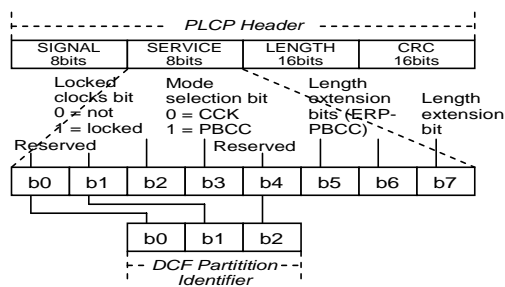 PLCP Header
SIGNAL SERVICE LENGTH CRC
8bits 8bits 16bits 16bits
Locked
clocks bit
0 = not
1 = locked
Mode
selection bit
0 = CCK
1 = PBCC
Length
extension
bits (ERP-
PBCC)
Length
extension
bit
Reserved
Reserved
b0 b1 b2 b3 b4 b5 b6 b7
b0 b1 b2
DCF Partitition
Identifier